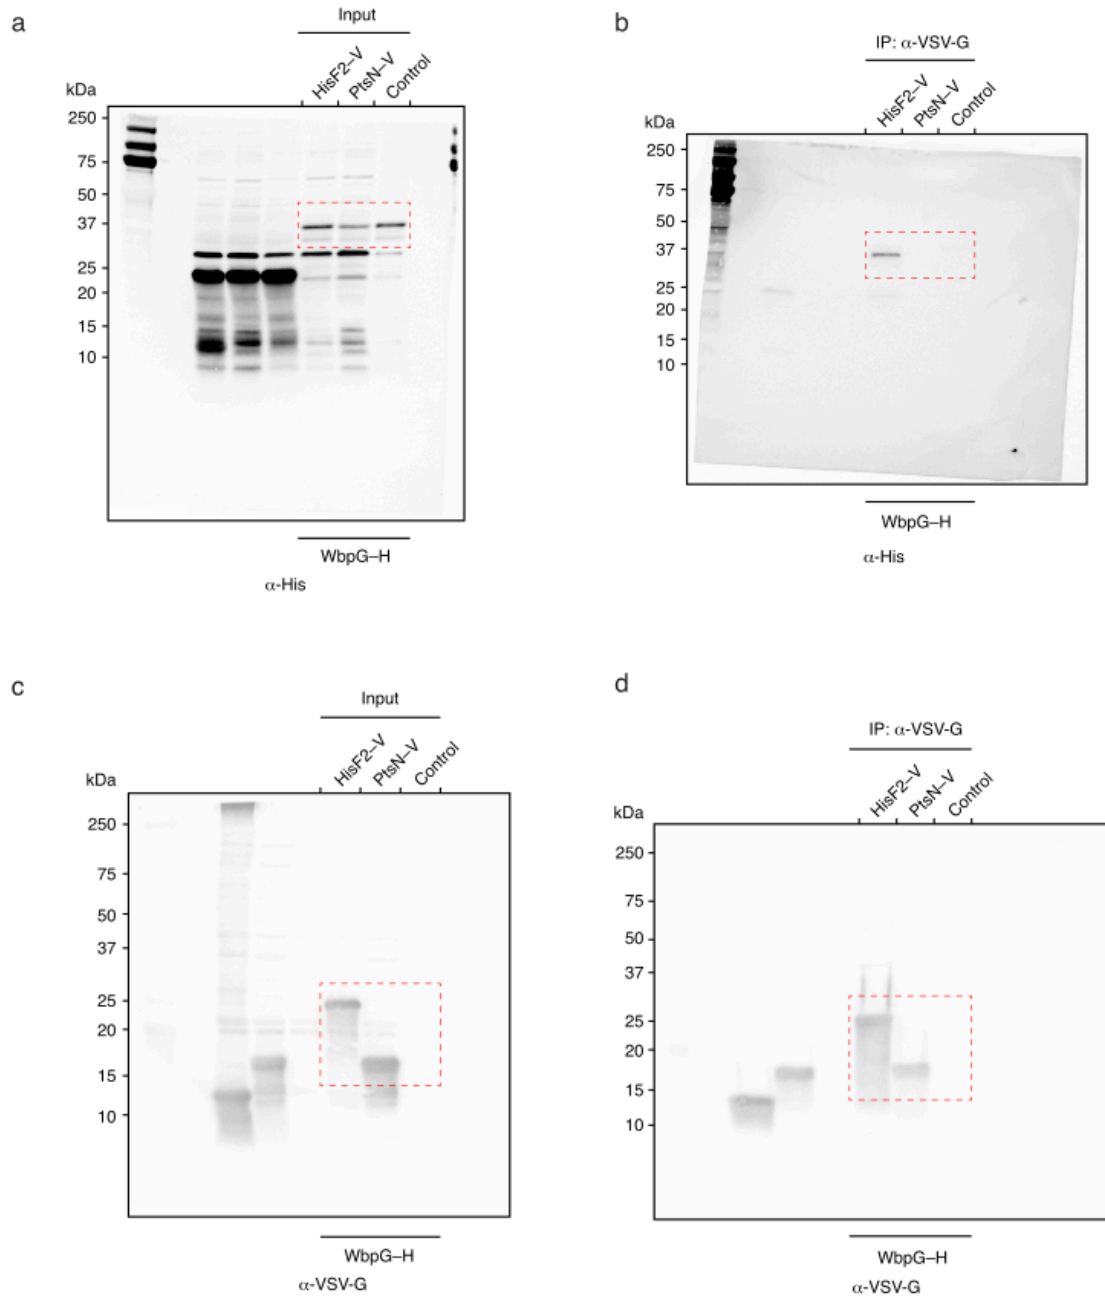 a
Input
HisF2–V
PtsN–V
Control
kDa
250
75
50
37
25
20
15
10
WbpG–H
α-His
b
IP: α-VSV-G
HisF2–V
PtsN–V
Control
kDa
250
75
50
37
25
20
15
10
WbpG–H
α-His
c
Input
HisF2–V
PtsN–V
Control
kDa
250
75
50
37
25
20
15
10
WbpG–H
α-VSV-G
d
IP: α-VSV-G
HisF2–V
PtsN–V
Control
kDa
250
75
50
37
25
20
15
10
WbpG–H
α-VSV-G